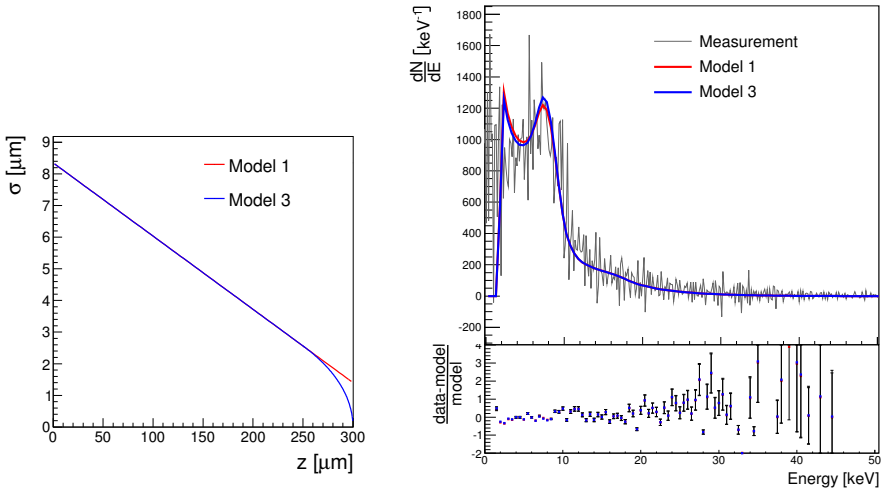 σ [μm]
9
8
7
6
5
4
3
2
1
0
0 50 100 150 200 250 300
z [μm]
Model 1
Model 3
dN
dE
[keV⁻¹]
1800
1600
1400
1200
1000
800
600
400
200
0
-200
Measurement
Model 1
Model 3
data-model
model
4
3
2
1
0
-1
-2
0 10 20 30 40 50
Energy [keV]